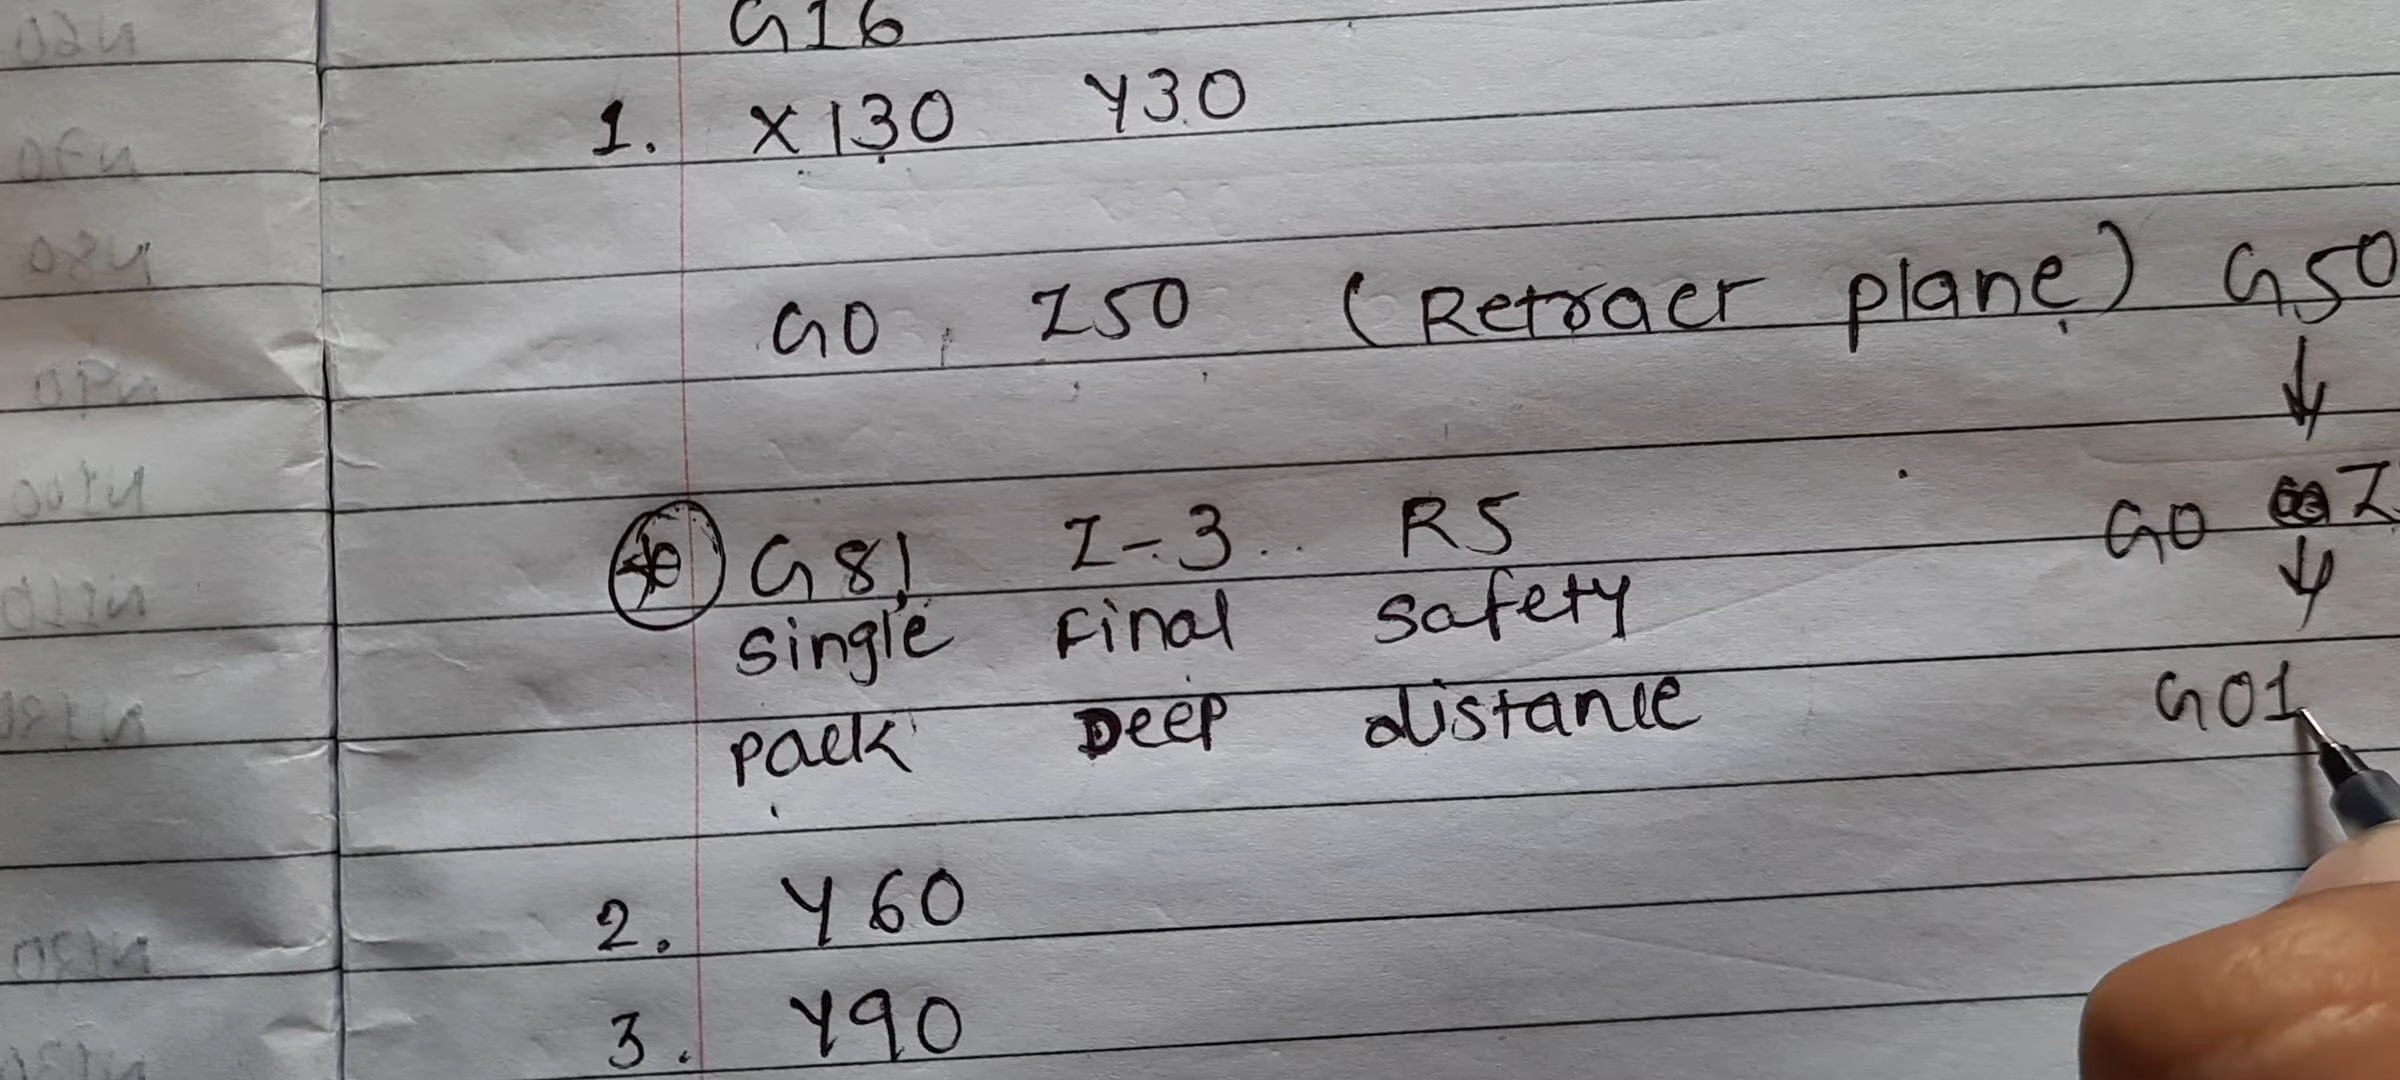 G16
1. X130 Y30
G0, Z50 (Retract plane) G50
G81 Z-3.. R5 G0 Z
Single Final Safety
pack Deep distance G01
2. Y60
3. Y90